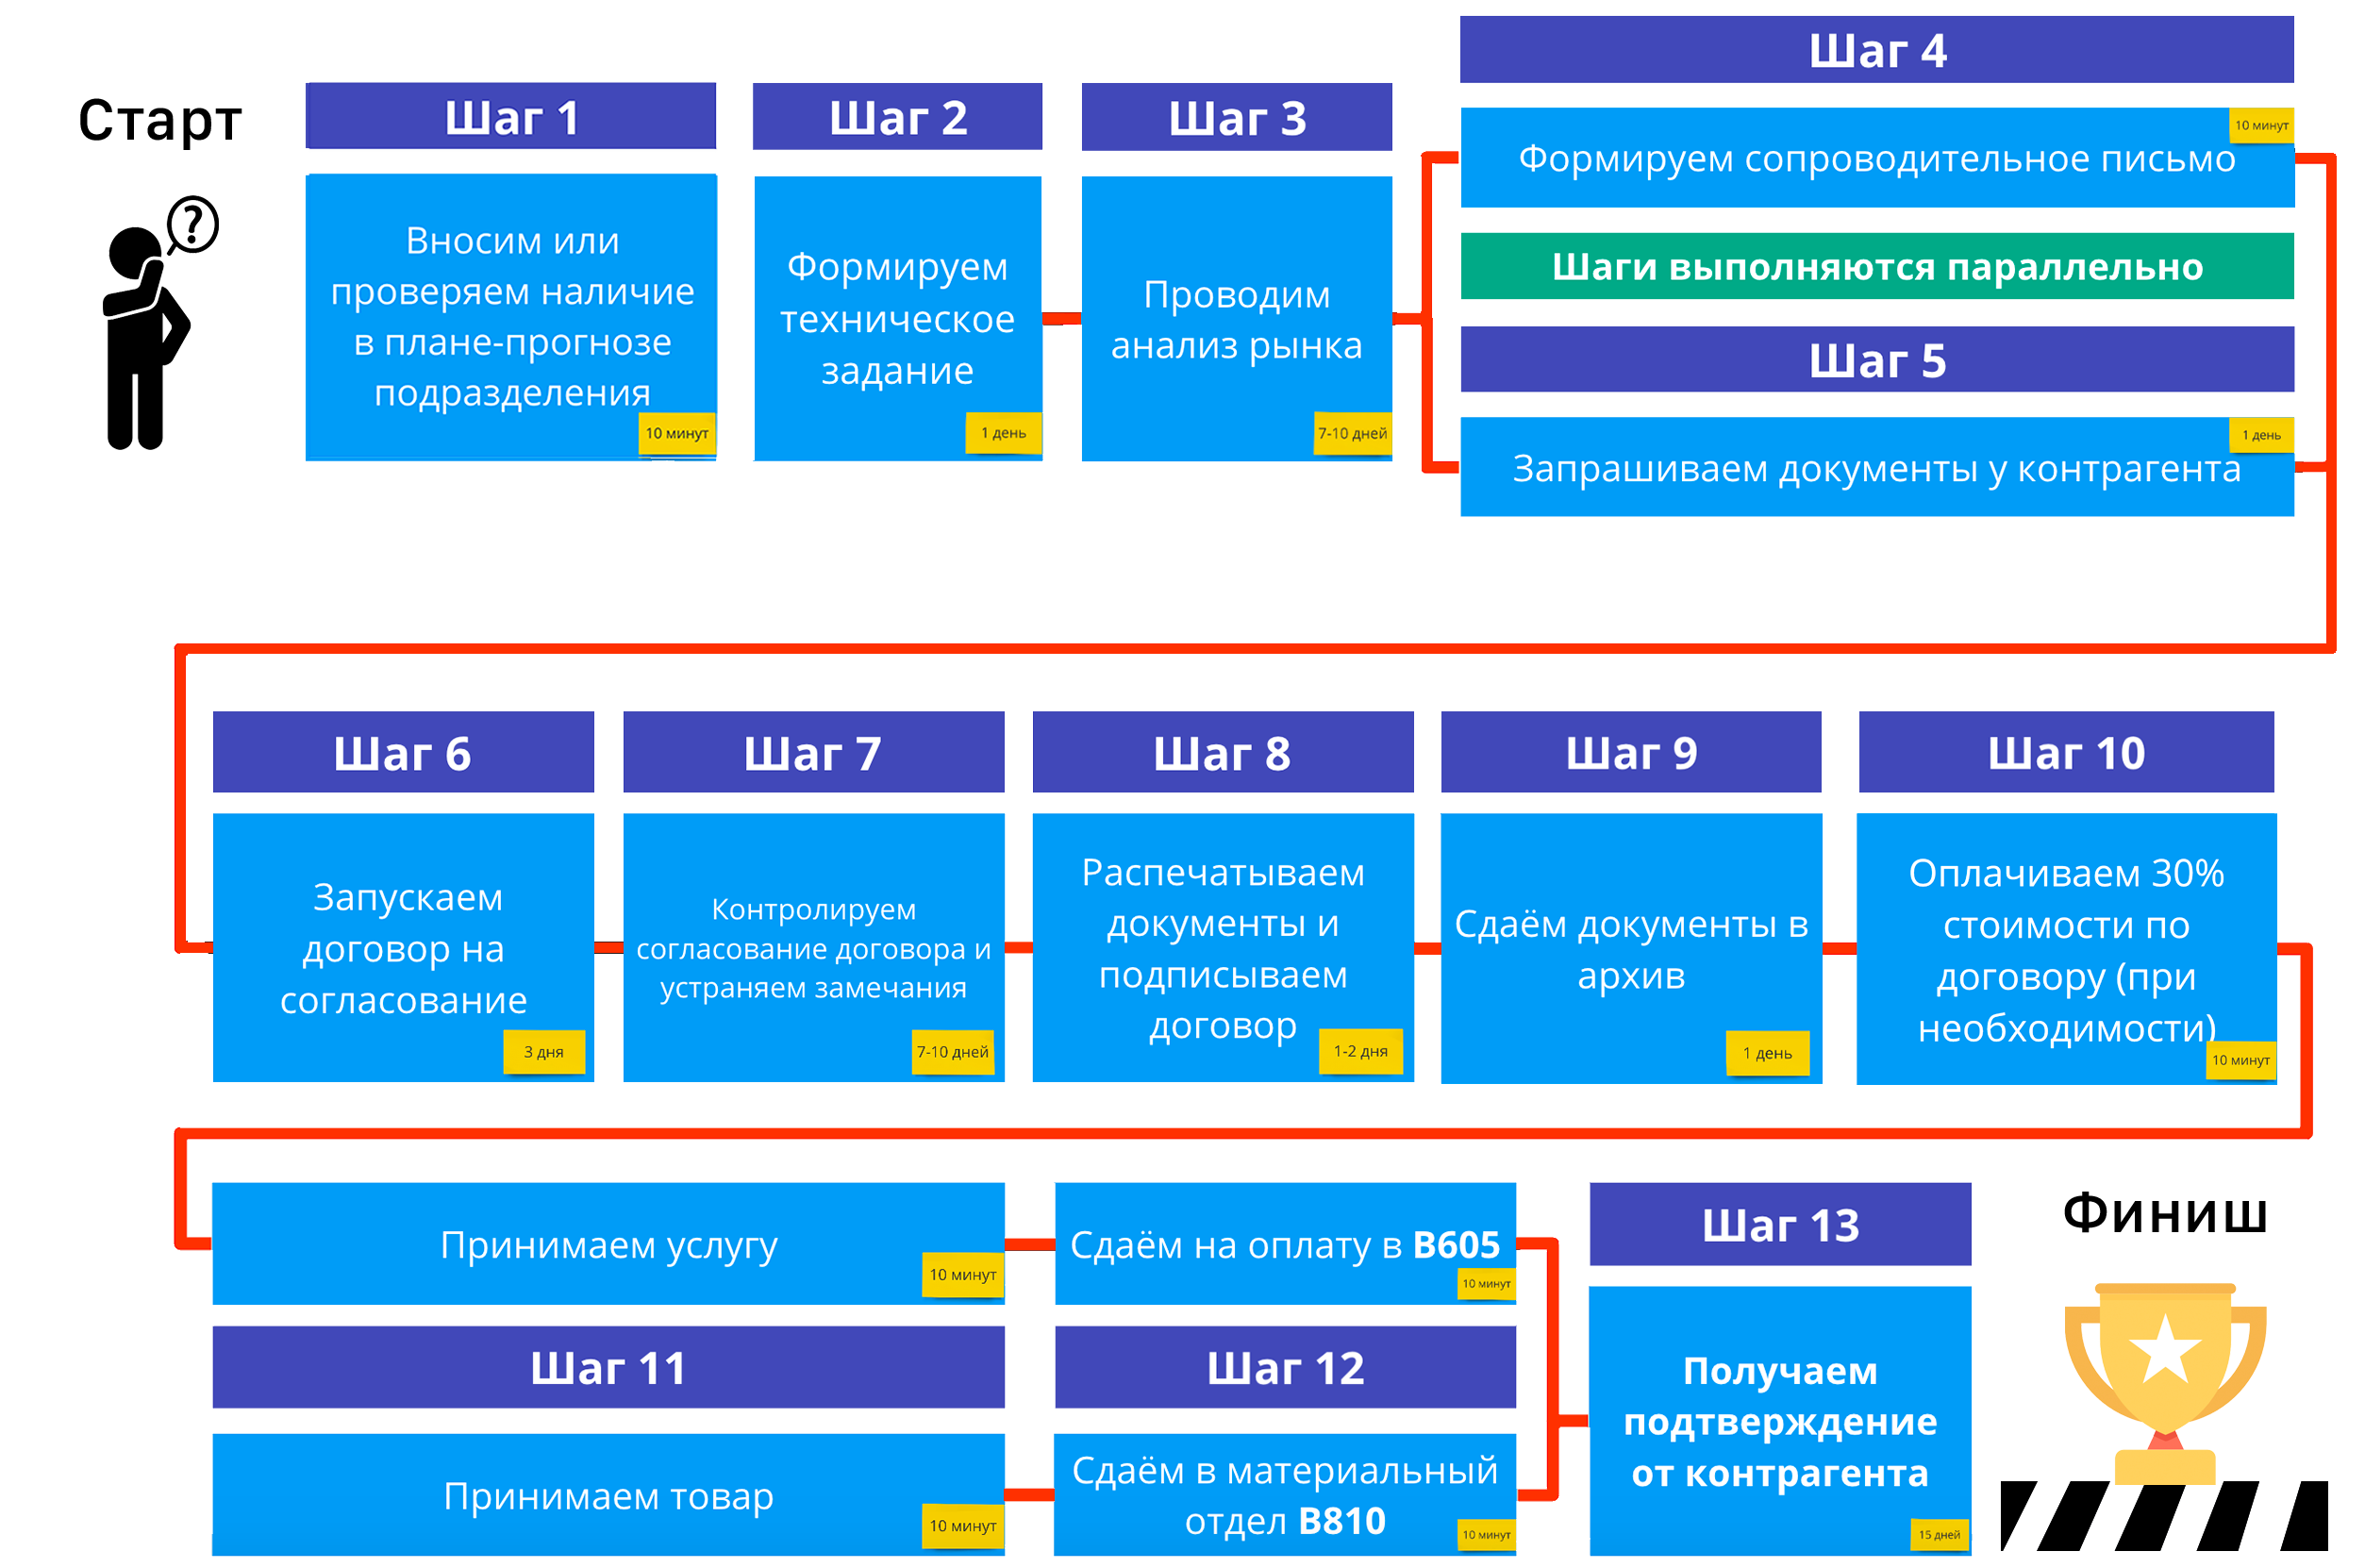 Старт
?
Шаг 1
Вносим или
проверяем наличие
в плане-прогнозе
подразделения
10 минут
Шаг 2
Формируем
техническое
задание
1 день
Шаг 3
Проводим
анализ рынка
7-10 дней
Шаг 4
10 минут
Формируем сопроводительное письмо
Шаги выполняются параллельно
Шаг 5
1 день
Запрашиваем документы у контрагента
Шаг 6
Запускаем
договор на
согласование
3 дня
Шаг 7
Контролируем
согласование договора и
устраняем замечания
7-10 дней
Шаг 8
Распечатываем
документы и
подписываем
договор
1-2 дня
Шаг 9
Сдаём документы в
архив
1 день
Шаг 10
Оплачиваем 30%
стоимости по
договору (при
необходимости)
10 минут
Принимаем услугу
10 минут
Шаг 11
Принимаем товар
10 минут
Сдаём на оплату в В605
10 минут
Шаг 12
Сдаём в материальный
отдел В810
10 минут
Шаг 13
Получаем
подтверждение
от контрагента
15 дней
Финиш